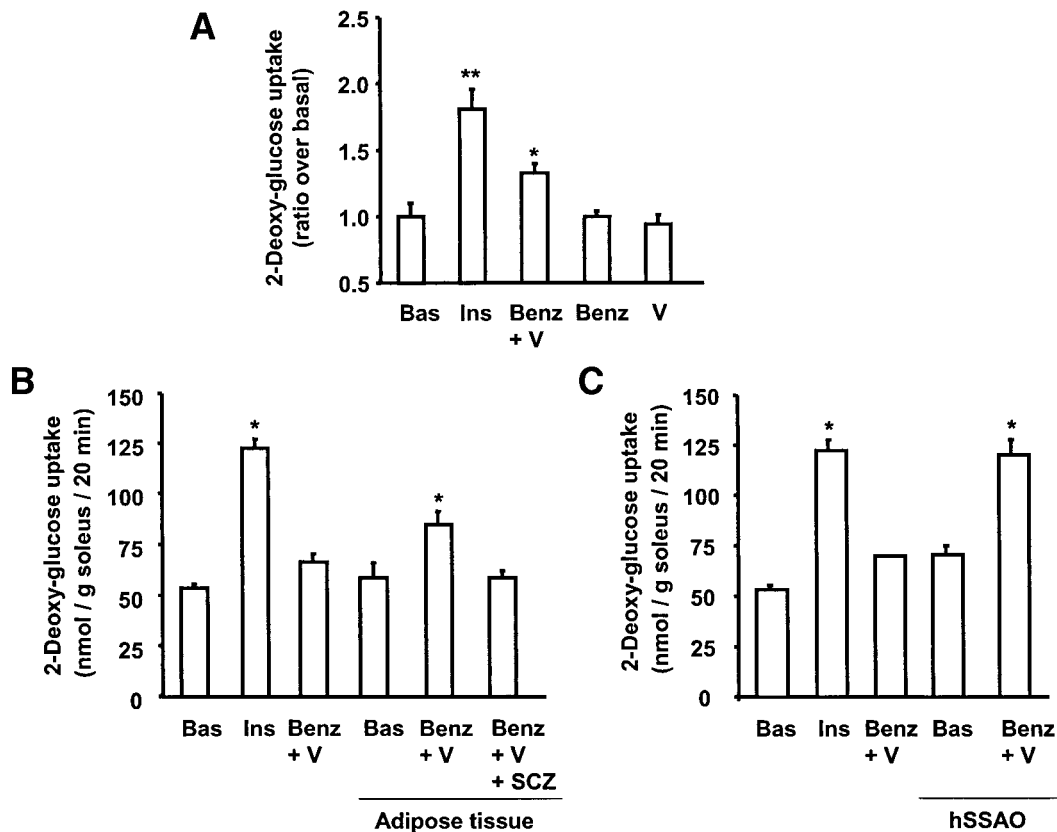 A
2-Deoxy-glucose uptake
(ratio over basal)
2.5
2.0
1.5
1.0
0.5
**
*
Bas Ins Benz Benz V
+ V
B
2-Deoxy-glucose uptake
(nmol / g soleus / 20 min)
150
125
100
75
50
25
0
*
*
Bas Ins Benz Bas Benz Benz
+ V + V + V
+ SCZ
Adipose tissue
C
2-Deoxy-glucose uptake
(nmol / g soleus / 20 min)
150
125
100
75
50
25
0
*
*
Bas Ins Benz Bas Benz
+ V + V
hSSAO